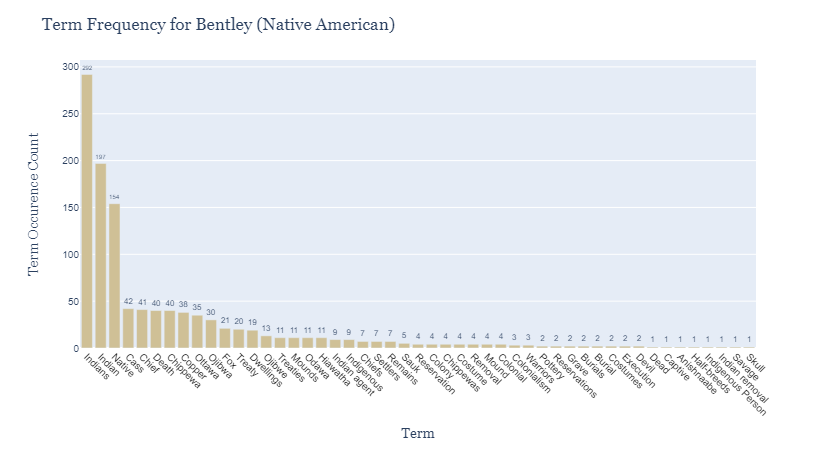 Term Frequency for Bentley (Native American)
Term Occurence Count
300
250
200
150
100
50
0
292
197
154
42
41
40
40
38
35
30
21
20
19
13
11
11
11
11
9
9
7
7
7
5
4
4
4
4
4
4
4
3
3
2
2
2
2
2
2
2
2
1
1
1
1
1
1
1
1
Indians
Indian
Native
Cass
Chief
Death
Chippewa
Copper
Ottawa
Ojibwa
Fox
Treaty
Dwellings
Ojibwe
Treaties
Mounds
Odawa
Hiawatha
Indian agent
Indigenous
Chiefs
Settlers
Remains
Sauk
Reservation
Colony
Chippewas
Costume
Removal
Mound
Colonial
Colonialism
Warriors
Pottery
Reservations
Grave
Burials
Burial
Costumes
Execution
Devil
Dead
Captive
Anishnaabe
Half-breeds
Indigenous Person
Indian removal
Savage
Skull
Term